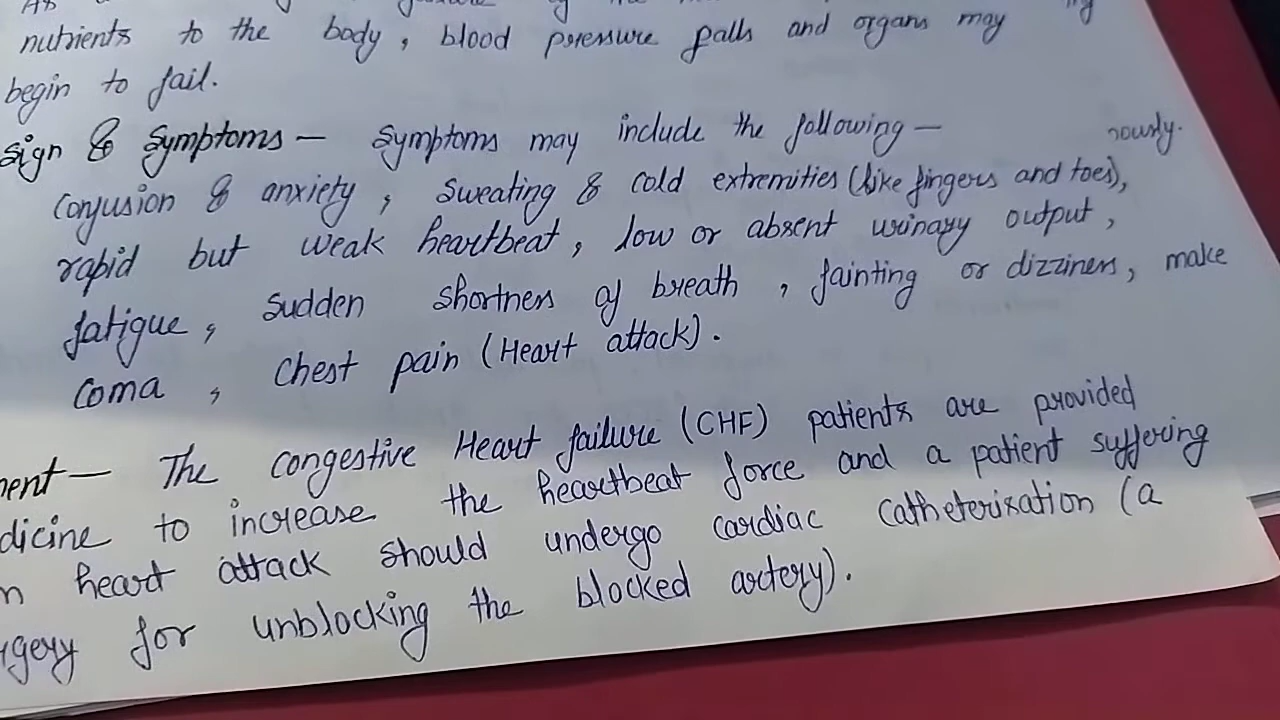 nutrients to the body, blood pressure falls and organs may
begin to fail.
sign & symptoms — symptoms may include the following —
confusion & anxiety, sweating & cold extremities (like fingers and toes),
rapid but weak heartbeat, low or absent urinary output,
fatigue, sudden shortness of breath, fainting or dizziness, make
coma, chest pain (Heart attack).
ment — The congestive Heart failure (CHF) patients are provided
dicine to increase the heartbeat force and a patient suffering
m heart attack should undergo cardiac catheterisation (a
rgery for unblocking the blocked artery).